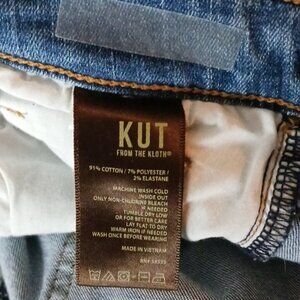 KUT
FROM THE KLOTH®
91% COTTON / 7% POLYESTER /
2% ELASTANE
MACHINE WASH COLD
INSIDE OUT
ONLY NON-CHLORINE BLEACH
IF NEEDED
TUMBLE DRY LOW
OR FOR BETTER CARE
LAY FLAT TO DRY
WARM IRON IF NEEDED
WASH ONCE BEFORE WEARING
MADE IN VIETNAM
RN#